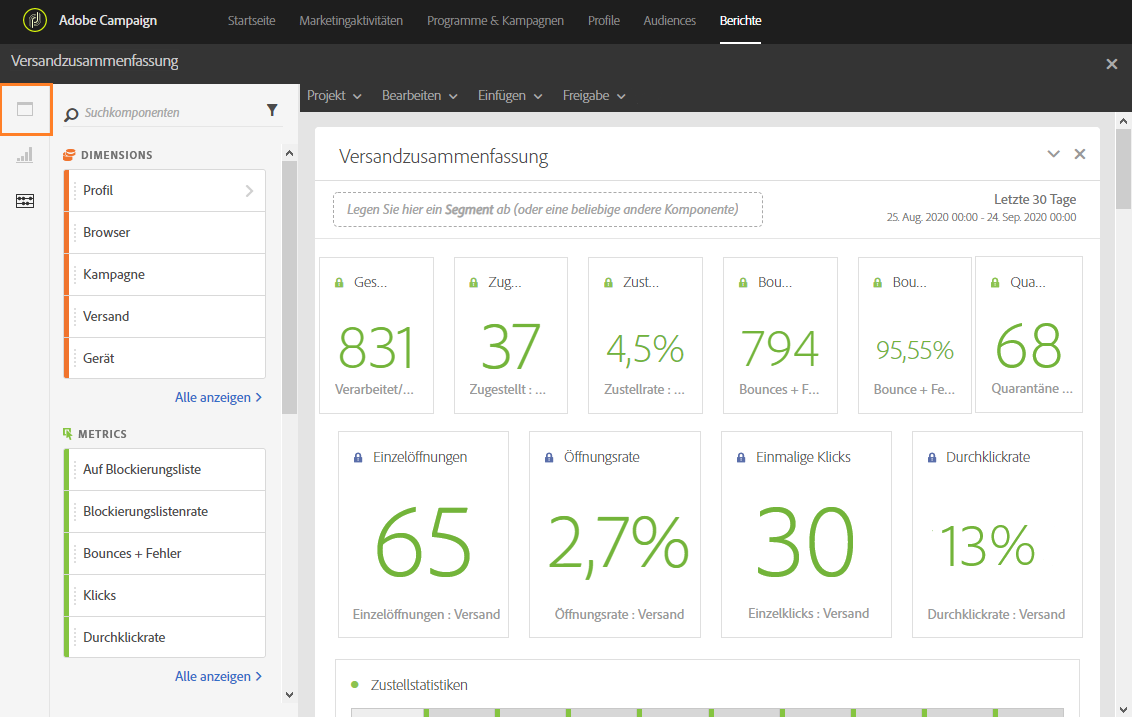 Adobe Campaign
Startseite Marketingaktivitäten Programme & Kampagnen Profile Audiences Berichte
Versandzusammenfassung
Suchkomponenten
Projekt Bearbeiten Einfügen Freigabe
DIMENSIONS
Profil
Browser
Kampagne
Versand
Gerät
Alle anzeigen
METRICS
Auf Blockierungsliste
Blockierungslistenrate
Bounces + Fehler
Klicks
Durchklickrate
Alle anzeigen
Versandzusammenfassung
Legen Sie hier ein Segment ab (oder eine beliebige andere Komponente)
Letzte 30 Tage
25. Aug. 2020 00:00 - 24. Sep. 2020 00:00
Ges...
831
Verarbeitet/...
Zug...
37
Zugestellt : ...
Zust...
4,5%
Zustellrate : ...
Bou...
794
Bounces + F...
Bou...
95,55%
Bounce + Fe...
Qua...
68
Quarantäne ...
Einzelöffnungen
65
Einzelöffnungen : Versand
Öffnungsrate
2,7%
Öffnungsrate : Versand
Einmalige Klicks
30
Einzelklicks : Versand
Durchklickrate
13%
Durchklickrate : Versand
Zustellstatistiken